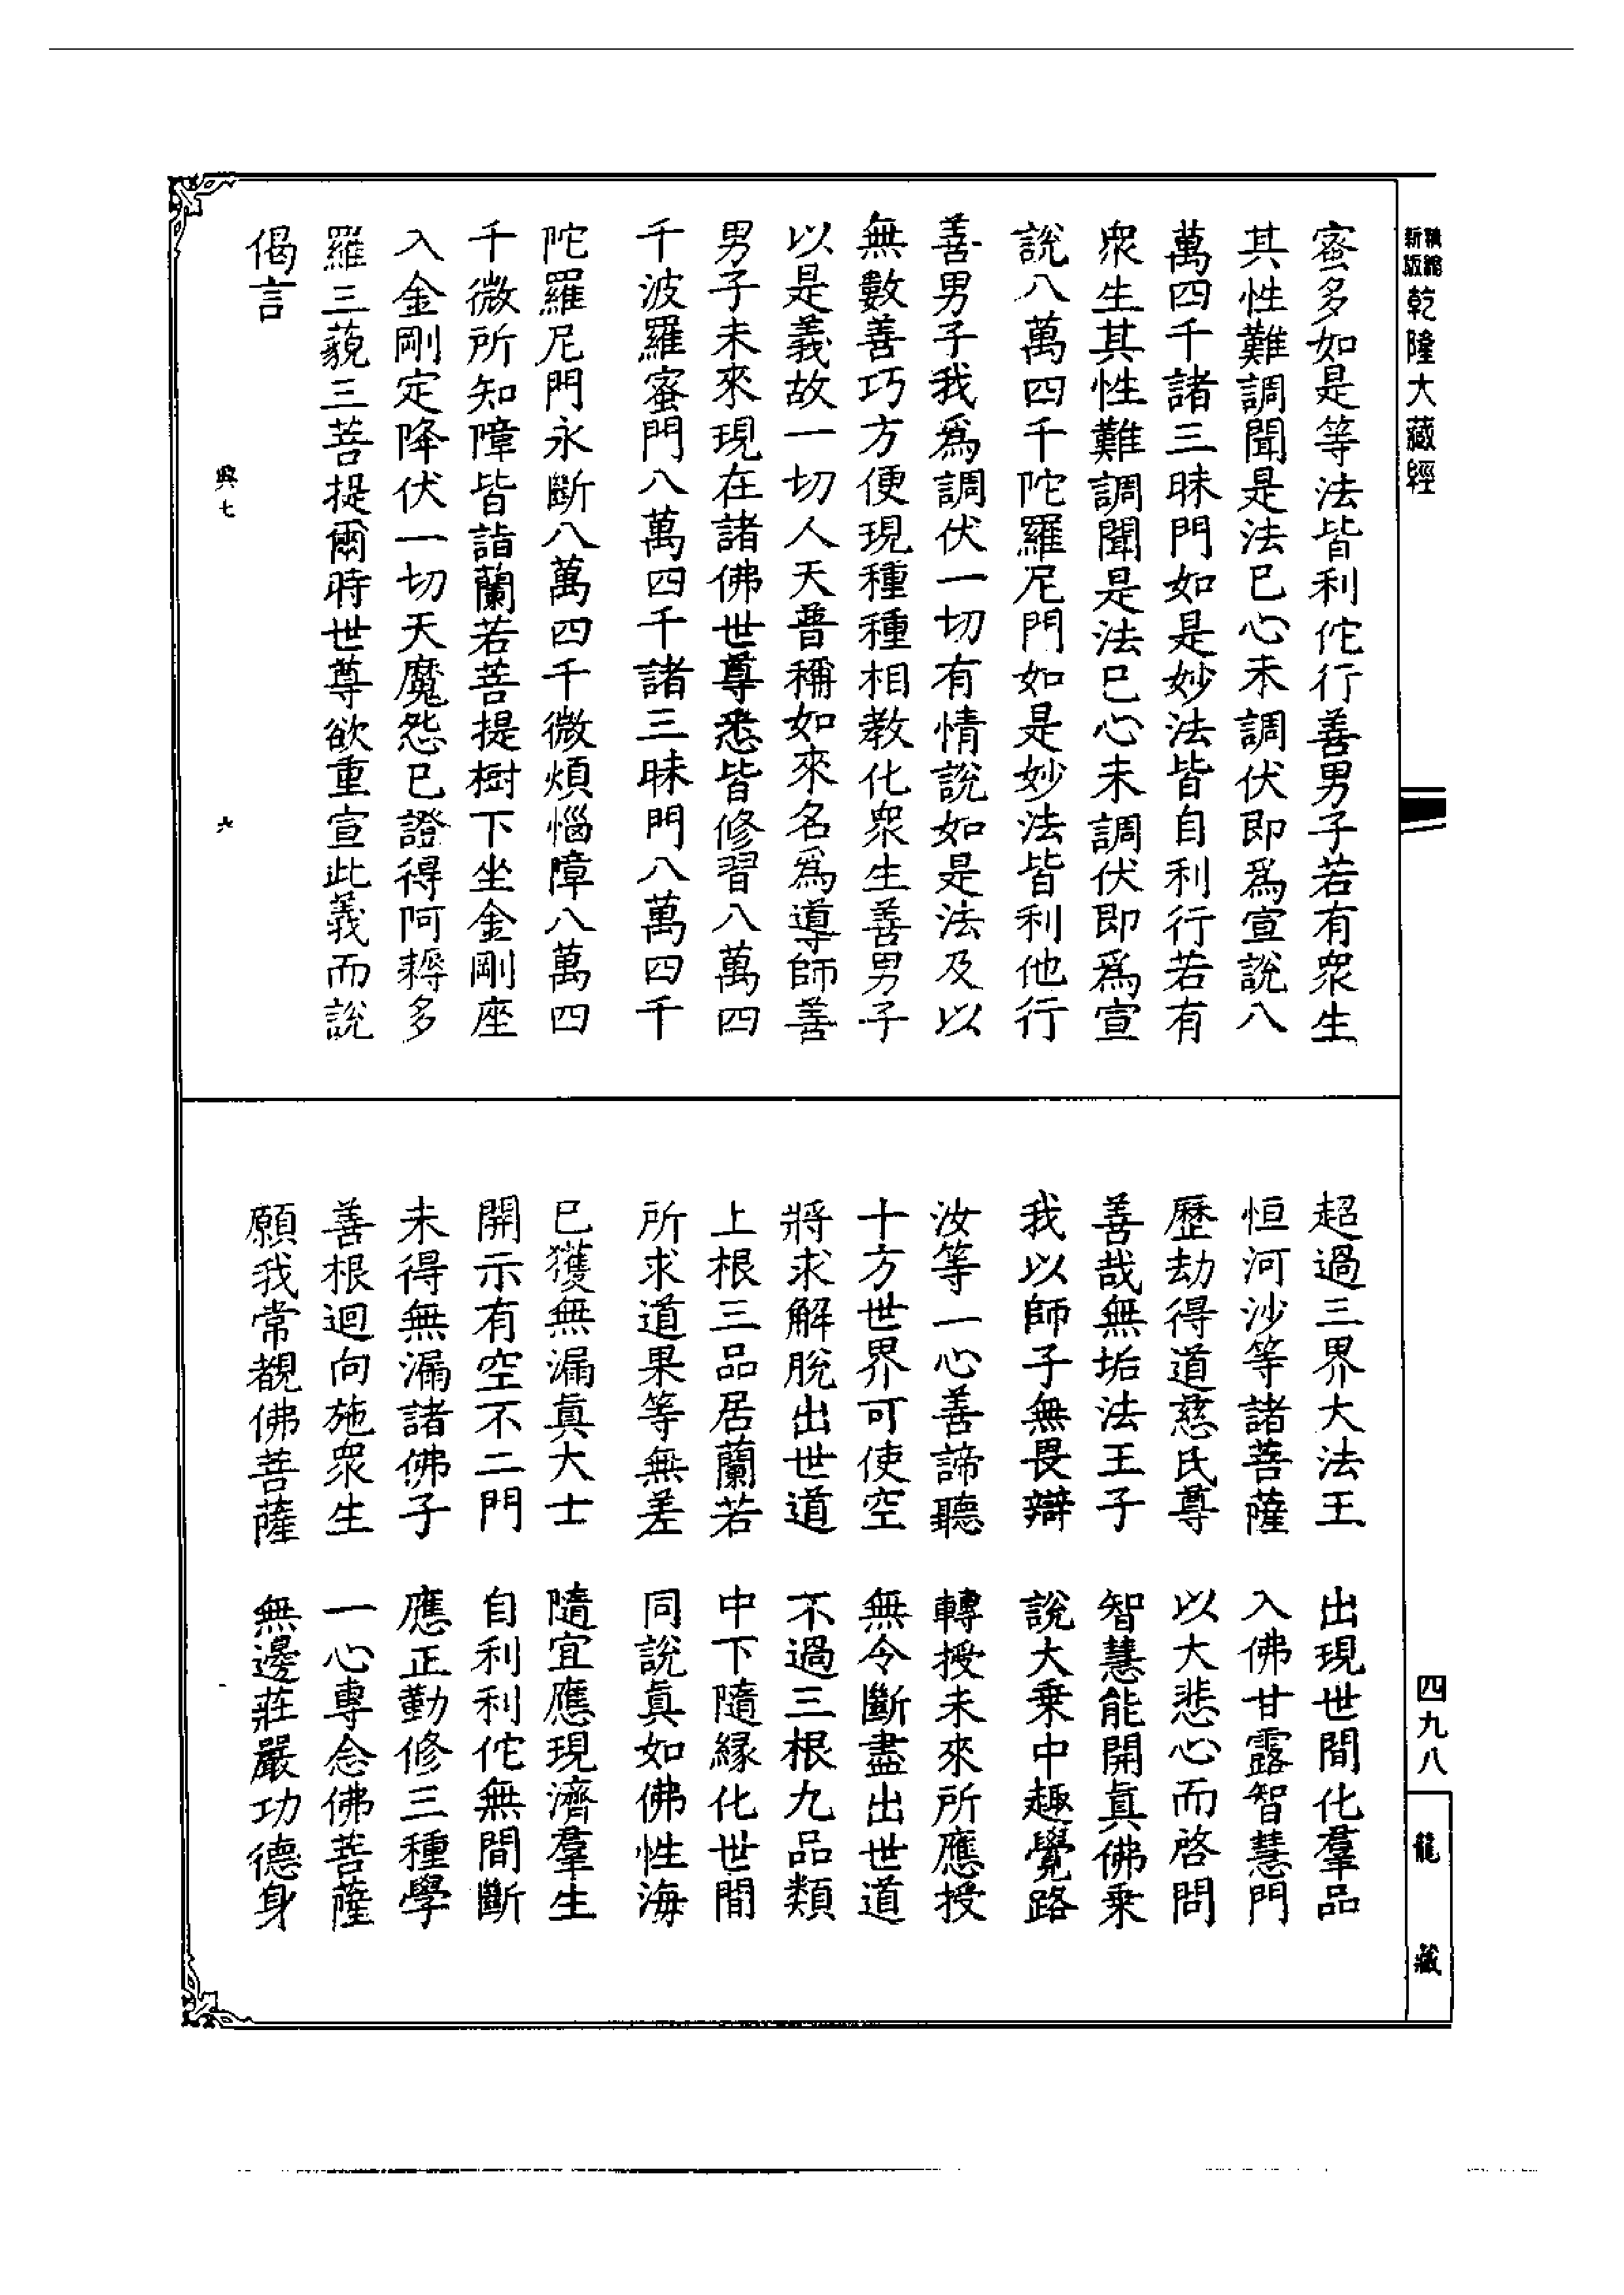 精縮新版乾隆大藏經
蜜多如是等法皆利佗行善男子若有眾生
其性難調聞是法已心未調伏即為宣說八
萬四千諸三昧門如是妙法皆自利行若有
眾生其性難調聞是法已心未調伏即為宣
說八萬四千陀羅尼門如是妙法皆利他行
善男子我為調伏一切有情說如是法及以
無數善巧方便現種種相教化眾生善男子
以是義故一切人天普稱如來名為導師善
男子未來現在諸佛世尊悉皆修習八萬四
千波羅蜜門八萬四千諸三昧門八萬四千
陀羅尼門永斷八萬四千微煩惱障八萬四
千微所知障皆詣蘭若菩提樹下坐金剛座
入金剛定降伏一切天魔怨已證得阿耨多
羅三藐三菩提爾時世尊欲重宣此義而說
偈言
興七 六
超過三界大法王 出現世間化羣品
恒河沙等諸菩薩 入佛甘露智慧門
歷劫得道慈氏尊 以大悲心而啓問
善哉無垢法王子 智慧能開真佛乘
我以師子無畏辯 說大乘中趣覺路
汝等一心善諦聽 轉授未來所應授
十方世界可使空 無令斷盡出世道
將求解脫出世道 不過三根九品類
上根三品居蘭若 中下隨緣化世間
所求道果等無差 同說真如佛性海
已獲無漏真大士 隨宜應現濟羣生
開示有空不二門 自利利佗無間斷
未得無漏諸佛子 應正勤修三種學
善根迴向施眾生 一心專念佛菩薩
願我常覩佛菩薩 無邊莊嚴功德身
四九八
龍藏